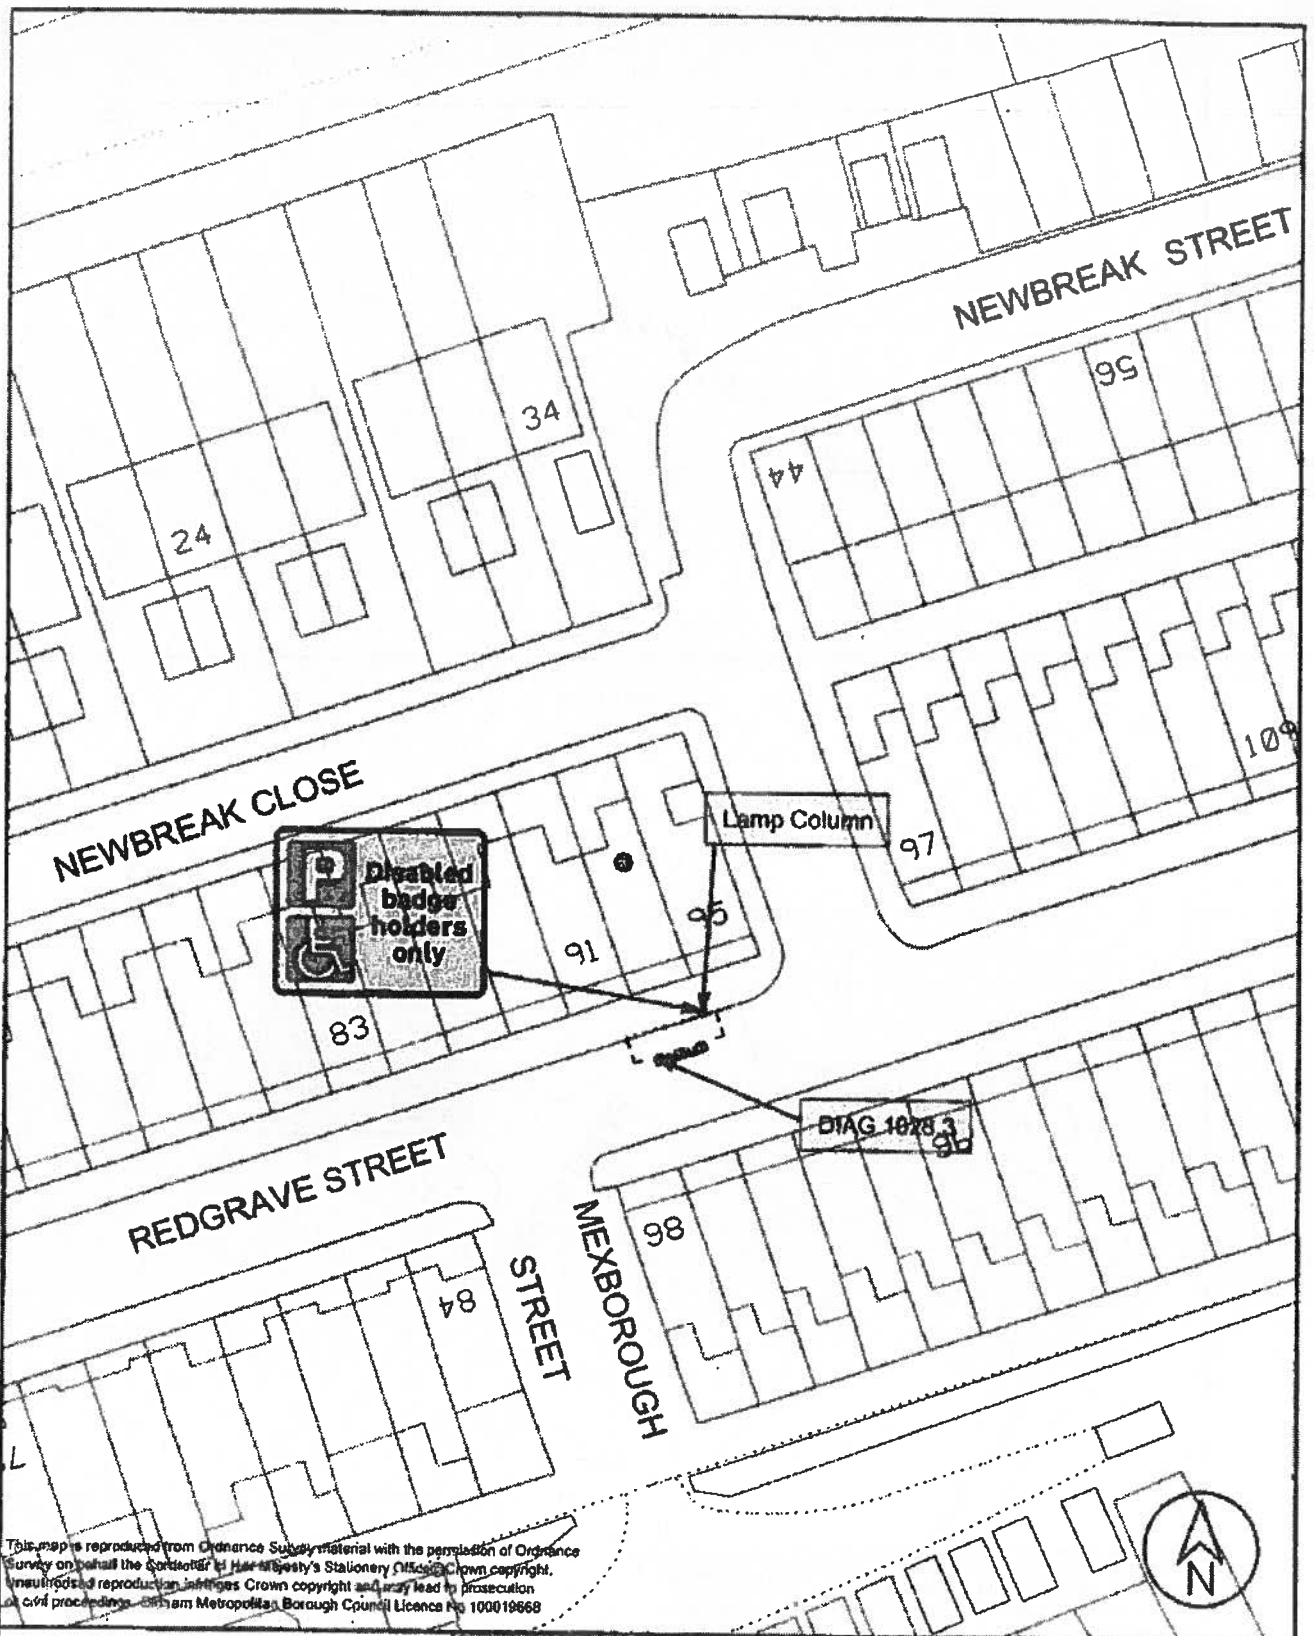 NEWBREAK STREET
56
34
44
24
109
NEWBREAK CLOSE
Lamp Column
97
P
Disabled
badge
holders
only
95
91
83
DIAG 1028.3
REDGRAVE STREET
98
84
MEXBOROUGH
STREET
This map is reproduced from Ordnance Survey material with the permission of Ordnance
Survey on behalf the Controller of Her Majesty's Stationery Office © Crown copyright.
Unauthorised reproduction infringes Crown copyright and may lead to prosecution
or civil proceedings. Oldham Metropolitan Borough Council Licence No 100019668
N